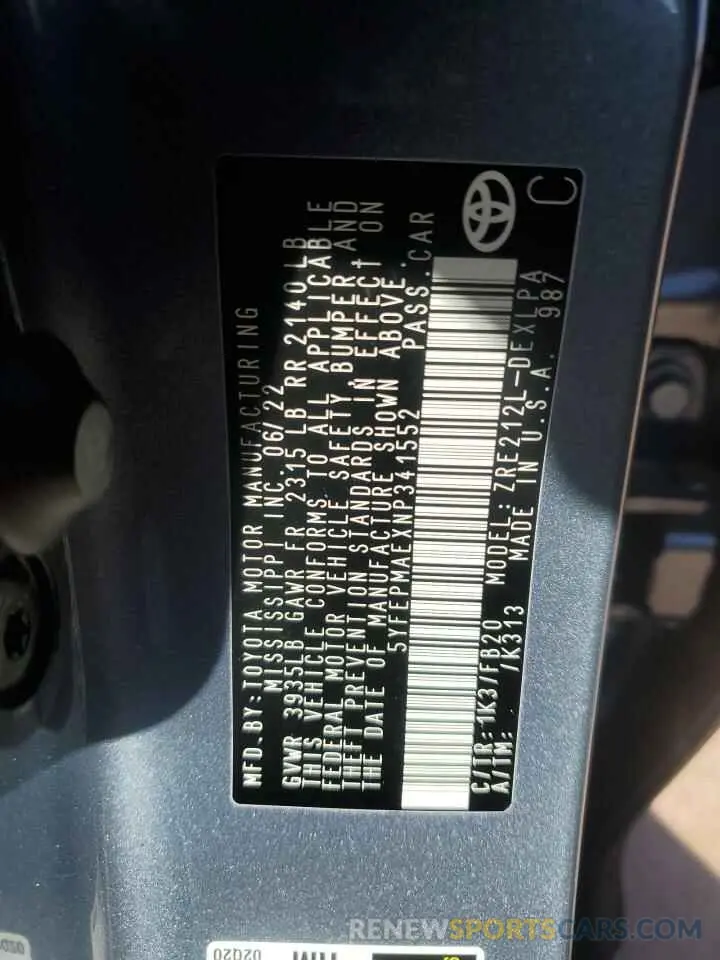 MFD. BY: TOYOTA MOTOR MANUFACTURING
MISSISSIPPI INC. 06/22
GVWR 3935LB GAWR FR 2315 LB RR 2140 LB
THIS VEHICLE CONFORMS TO ALL APPLICABLE
FEDERAL MOTOR VEHICLE SAFETY BUMPER AND
THEFT PREVENTION STANDARDS IN EFFECT ON
THE DATE OF MANUFACTURE SHOWN ABOVE.
5YFEPMAEXNP341552 PASS. CAR
C/TR: 1K3/FB20 MODEL: ZRE212L-DEXLPA
A/TM: /K313 MADE IN U.S.A. 987
C
02Q20
RENEWSPORTSCARS.COM